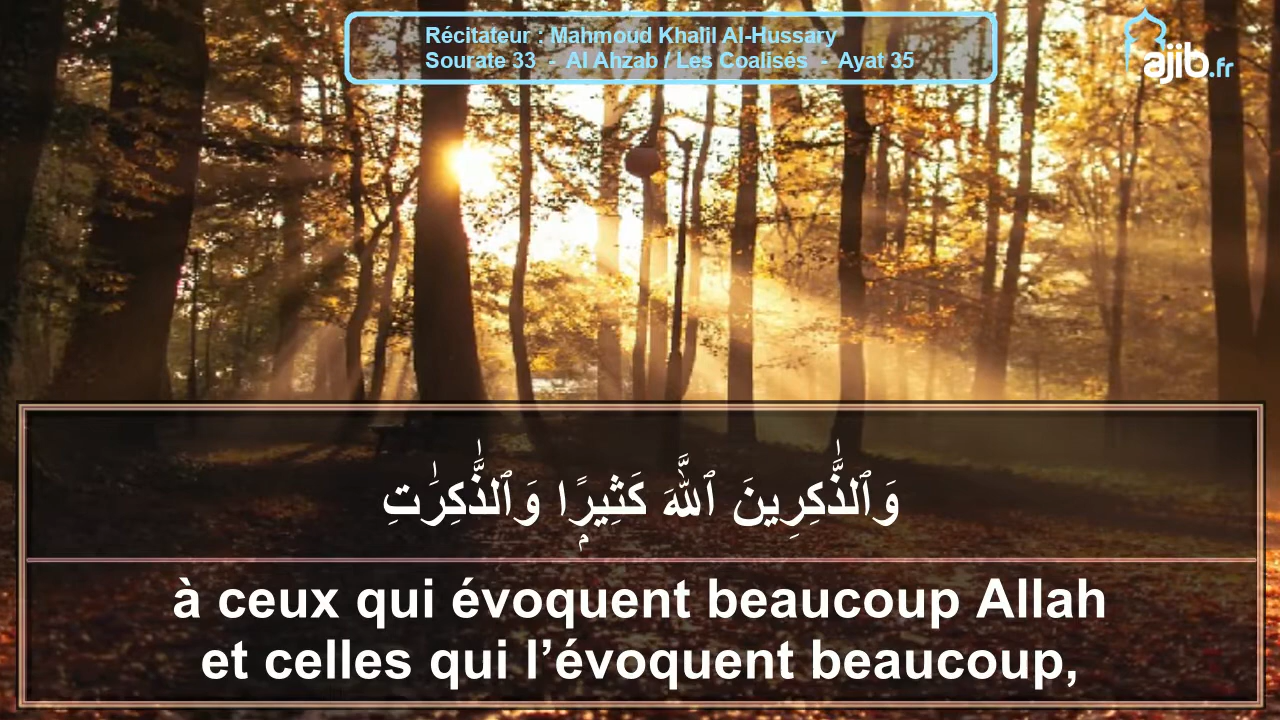 Récitateur : Mahmoud Khalil Al-Hussary
Sourate 33 - Al Ahzab / Les Coalisés - Ayat 35
ajib.fr
وَٱلذَّٰكِرِينَ ٱللَّهَ كَثِيرًۭا وَٱلذَّٰكِرَٰتِ
à ceux qui évoquent beaucoup Allah
et celles qui l’évoquent beaucoup,